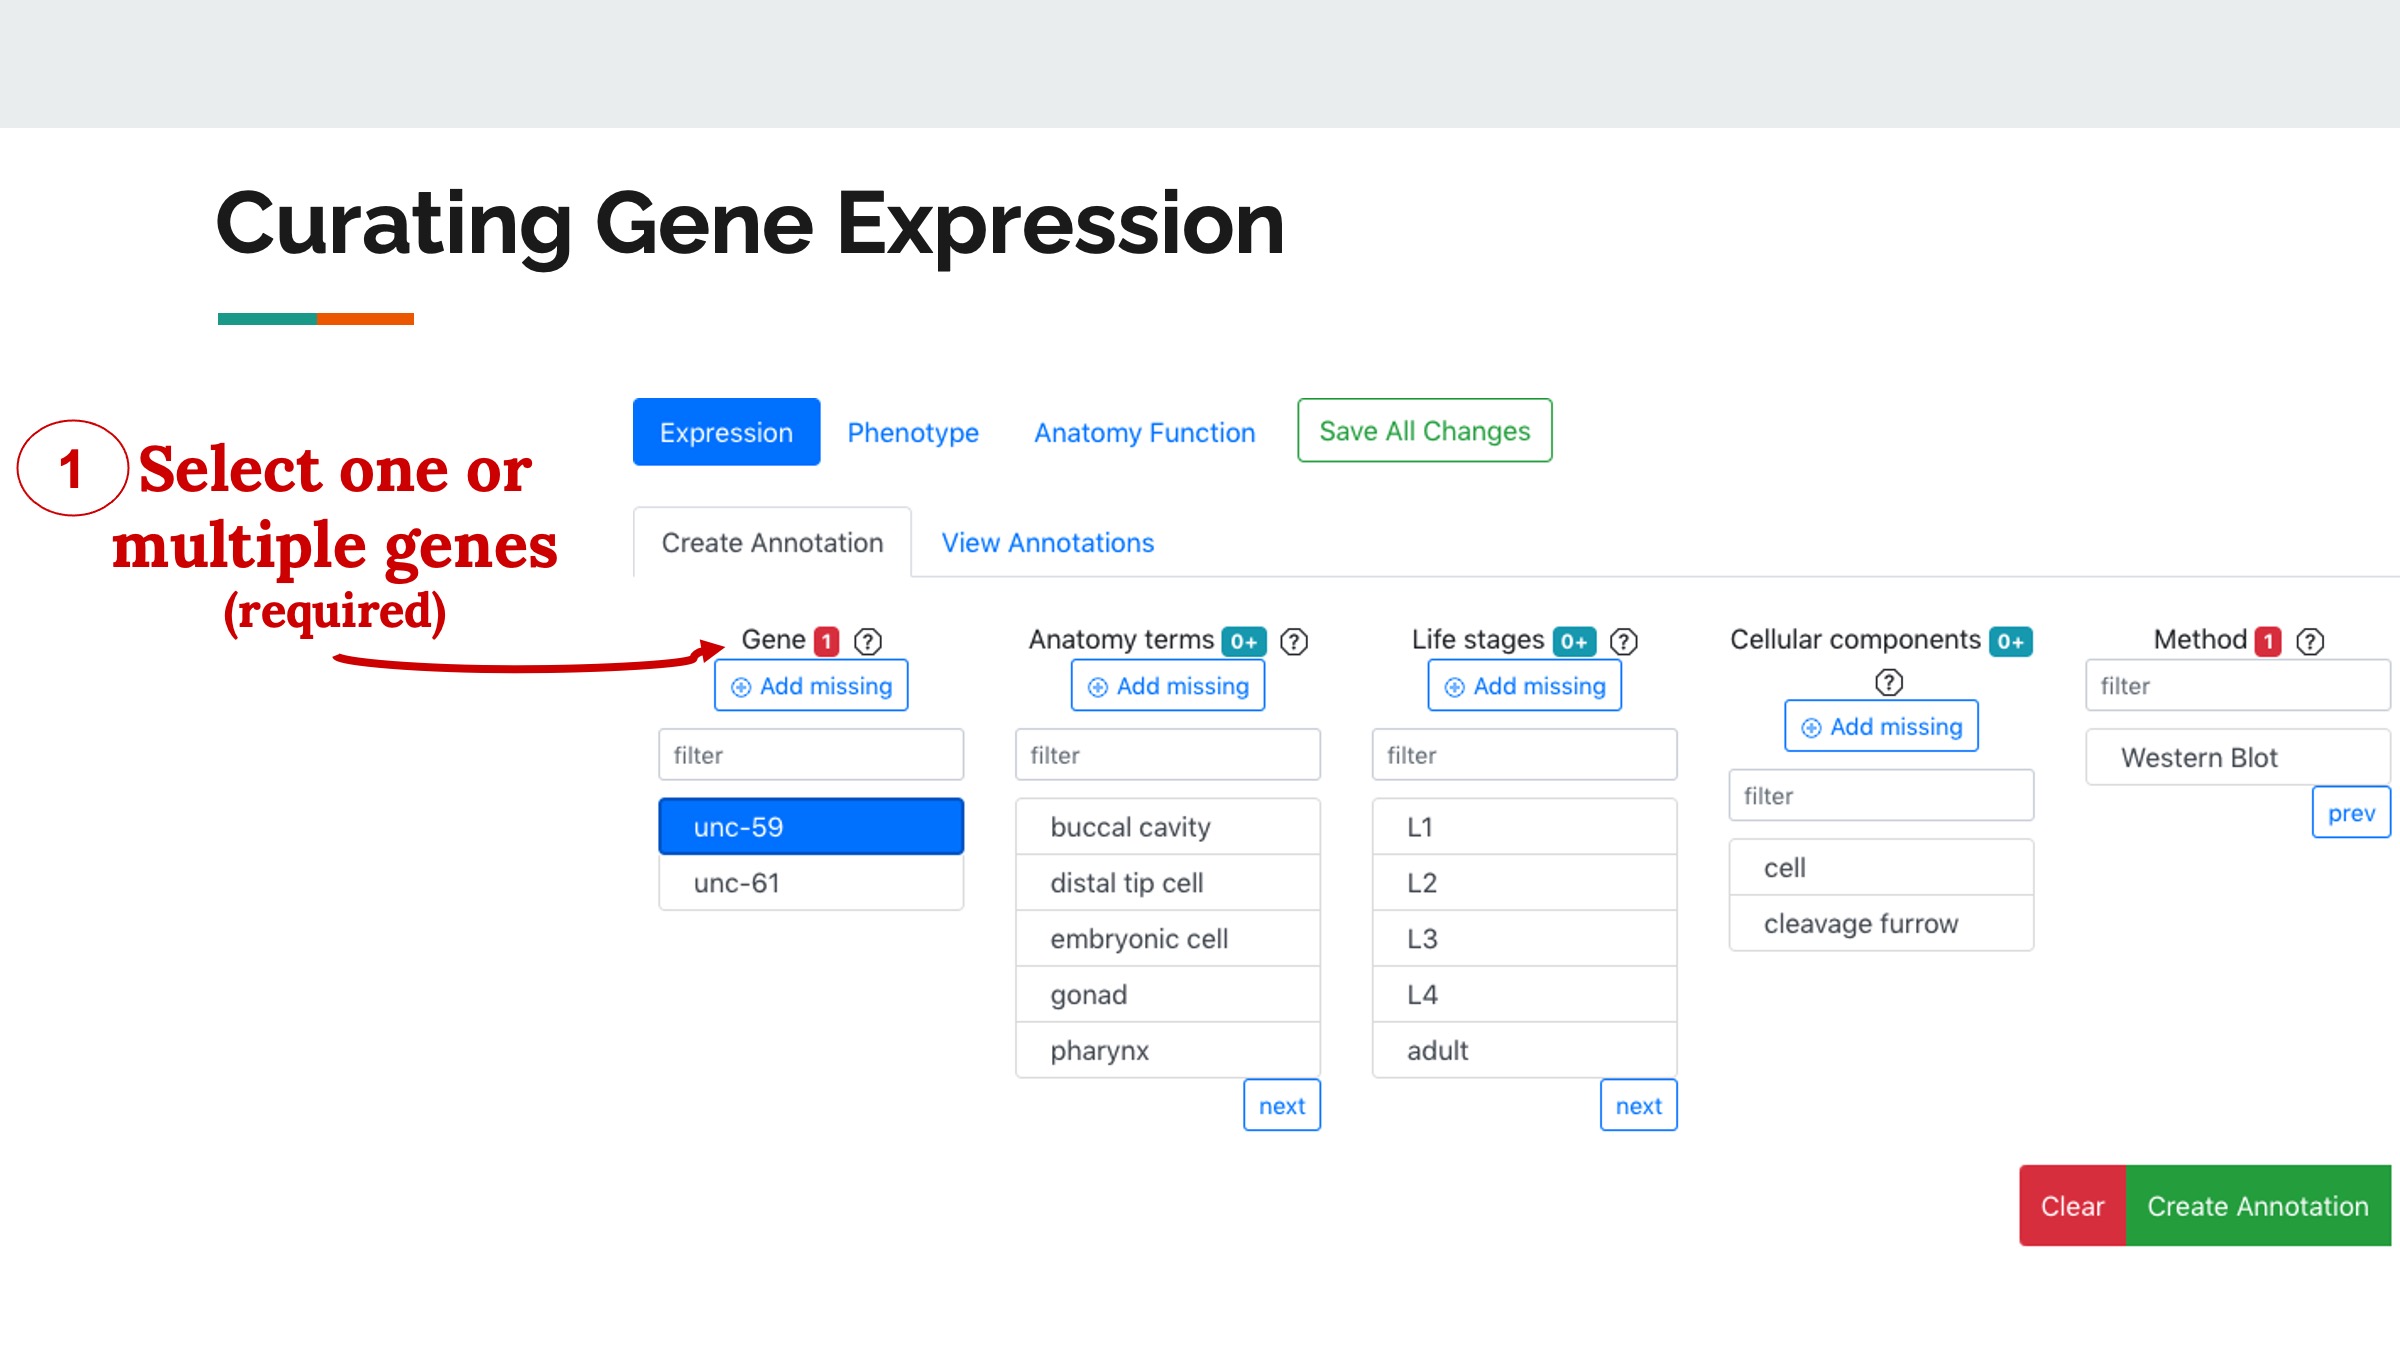 Curating Gene Expression
1 Select one or
multiple genes
(required)
Expression Phenotype Anatomy Function Save All Changes
Create Annotation View Annotations
Gene 1 ?
Add missing
filter
unc-59
unc-61
Anatomy terms 0+ ?
Add missing
filter
buccal cavity
distal tip cell
embryonic cell
gonad
pharynx
next
Life stages 0+ ?
Add missing
filter
L1
L2
L3
L4
adult
next
Cellular components 0+
?
Add missing
filter
cell
cleavage furrow
Method 1 ?
filter
Western Blot
prev
Clear Create Annotation